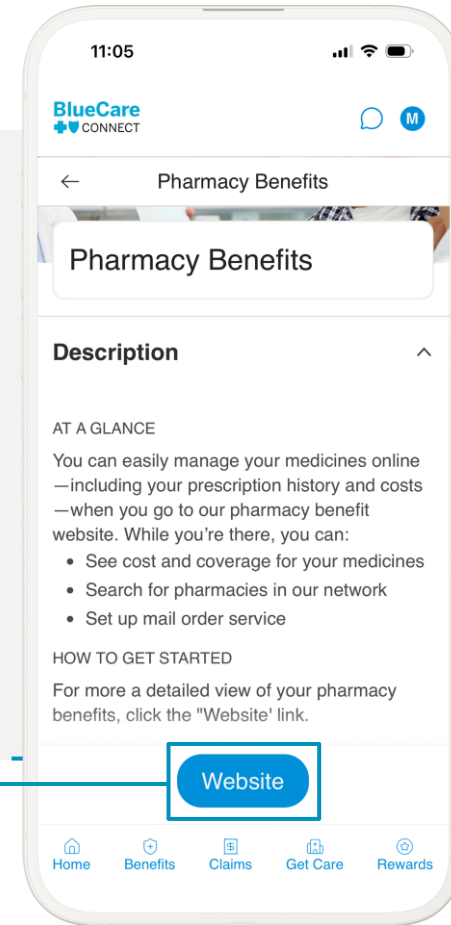 11:05
BlueCare
CONNECT
M
Pharmacy Benefits
Pharmacy Benefits
Description
AT A GLANCE
You can easily manage your medicines online
—including your prescription history and costs
—when you go to our pharmacy benefit
website. While you’re there, you can:
• See cost and coverage for your medicines
• Search for pharmacies in our network
• Set up mail order service
HOW TO GET STARTED
For more a detailed view of your pharmacy
benefits, click the "Website' link.
Website
Home Benefits Claims Get Care Rewards